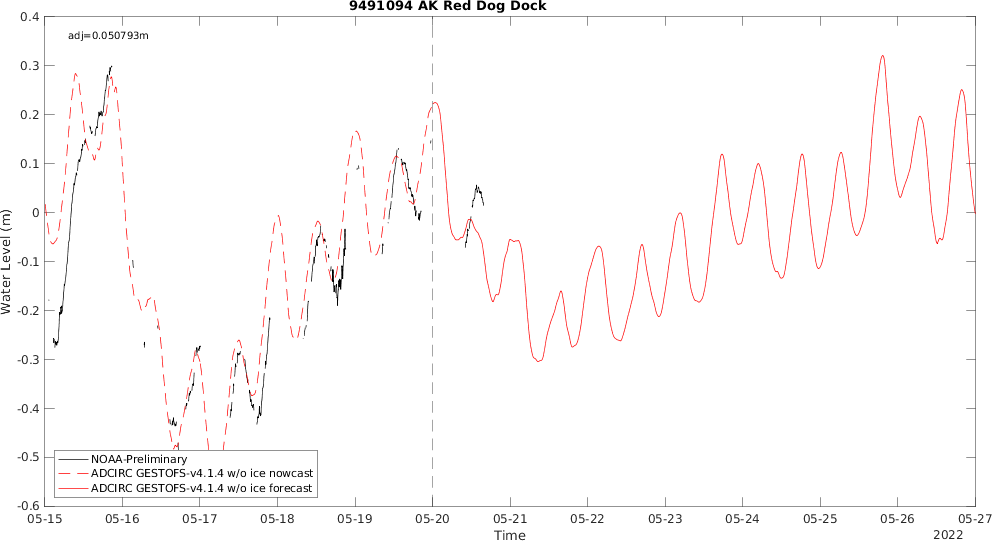 9491094 AK Red Dog Dock
adj=0.050793m
0.4
0.3
0.2
0.1
0
-0.1
-0.2
-0.3
-0.4
-0.5
-0.6
Water Level (m)
NOAA-Preliminary
ADCIRC GESTOFS-v4.1.4 w/o ice nowcast
ADCIRC GESTOFS-v4.1.4 w/o ice forecast
05-15 05-16 05-17 05-18 05-19 05-20 05-21 05-22 05-23 05-24 05-25 05-26 05-27
Time
2022